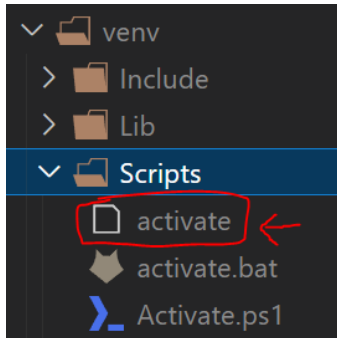 venv
Include
Lib
Scripts
activate
activate.bat
Activate.ps1